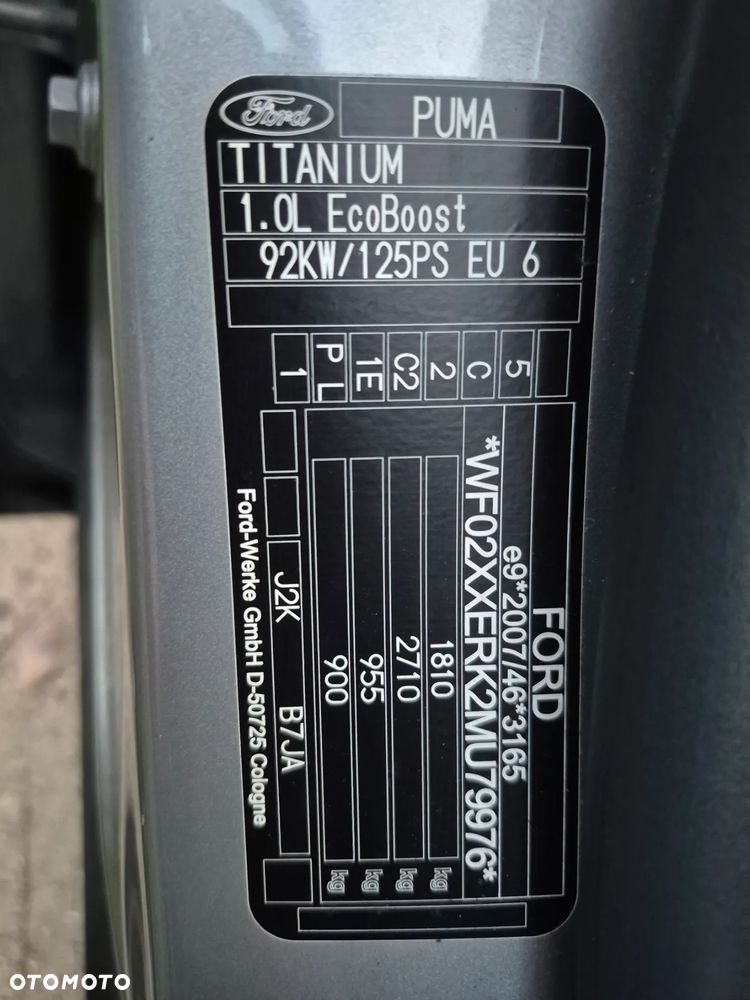 Ford
PUMA
TITANIUM
1.0L EcoBoost
92KW/125PS EU 6
FORD
e9*2007/46*3165
*WF02XXERK2MU79976*
1810 kg
2710 kg
955 kg
900 kg
5
C
2
C2
1E
P L
1
J2K B7JA
Ford-Werke GmbH D-50725 Cologne
OTOMOTO